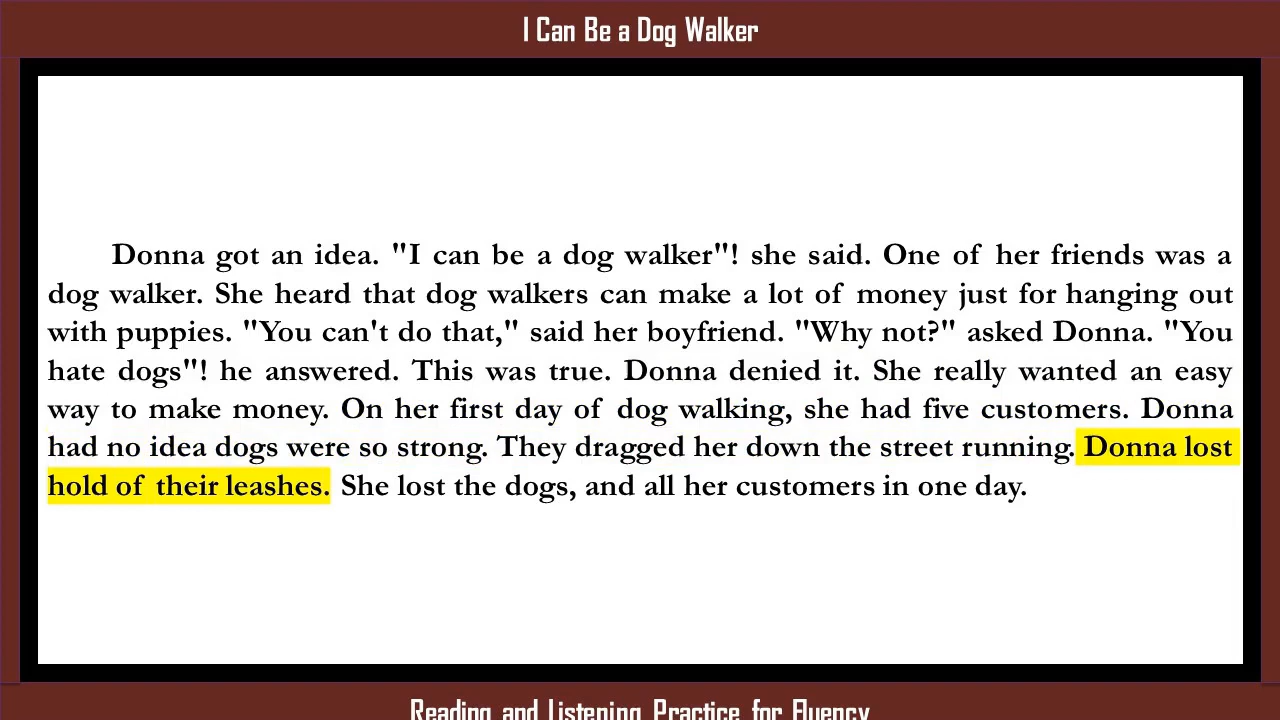 I Can Be a Dog Walker
Donna got an idea. "I can be a dog walker"! she said. One of her friends was a
dog walker. She heard that dog walkers can make a lot of money just for hanging out
with puppies. "You can't do that," said her boyfriend. "Why not?" asked Donna. "You
hate dogs"! he answered. This was true. Donna denied it. She really wanted an easy
way to make money. On her first day of dog walking, she had five customers. Donna
had no idea dogs were so strong. They dragged her down the street running. Donna lost
hold of their leashes. She lost the dogs, and all her customers in one day.
Reading and Listening Practice for Fluency